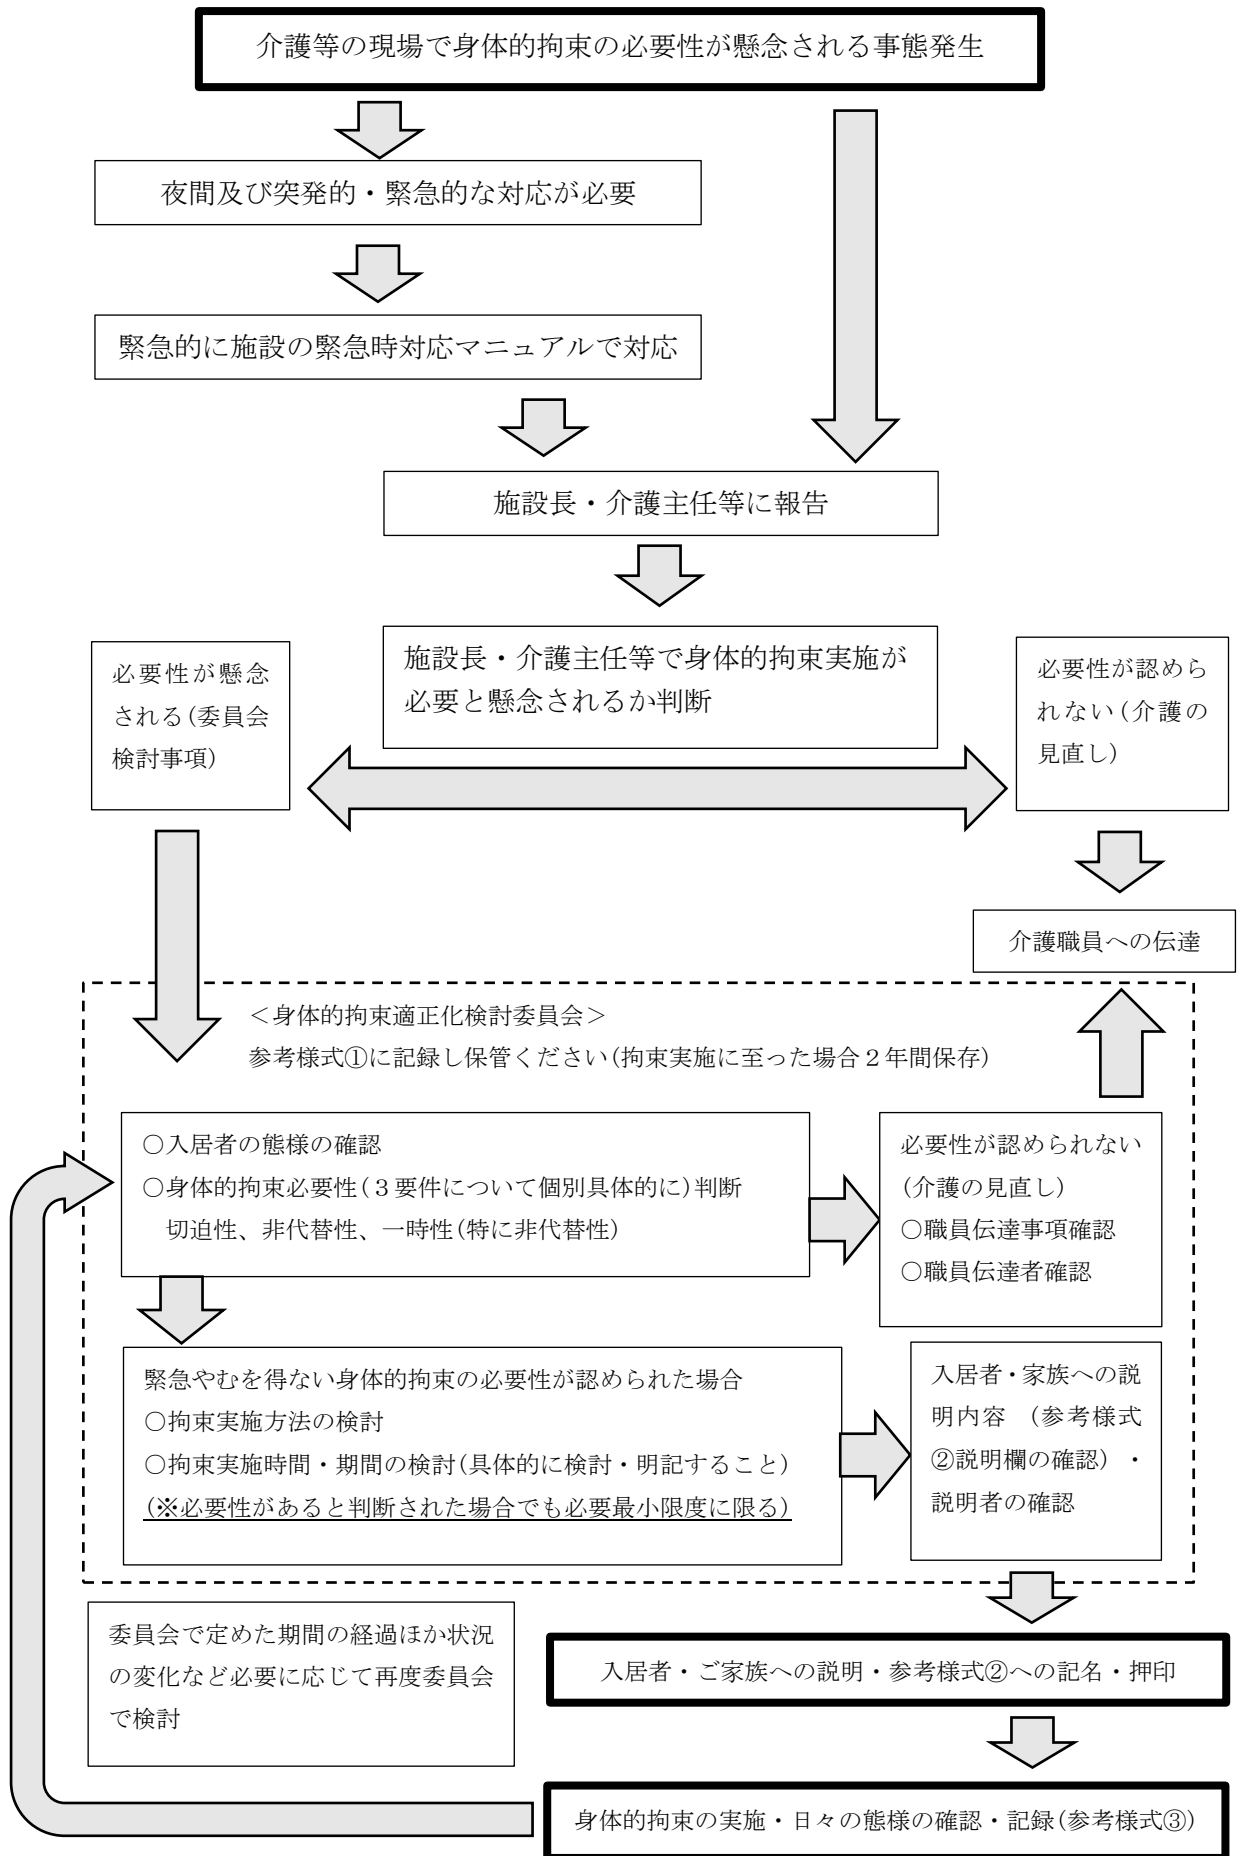 介護等の現場で身体的拘束の必要性が懸念される事態発生
夜間及び突発的・緊急的な対応が必要
緊急的に施設の緊急時対応マニュアルで対応
施設長・介護主任等に報告
施設長・介護主任等で身体的拘束実施が
必要と懸念されるか判断
必要性が懸念
される(委員会
検討事項)
必要性が認めら
れない(介護の
見直し)
介護職員への伝達
＜身体的拘束適正化検討委員会＞
参考様式①に記録し保管ください(拘束実施に至った場合２年間保存)
○入居者の態様の確認
○身体的拘束必要性(３要件について個別具体的に)判断
切迫性、非代替性、一時性(特に非代替性)
必要性が認められない
(介護の見直し)
○職員伝達事項確認
○職員伝達者確認
緊急やむを得ない身体的拘束の必要性が認められた場合
○拘束実施方法の検討
○拘束実施時間・期間の検討(具体的に検討・明記すること)
(※必要性があると判断された場合でも必要最小限度に限る)
入居者・家族への説
明内容 （参考様式
②説明欄の確認）・
説明者の確認
委員会で定めた期間の経過ほか状況
の変化など必要に応じて再度委員会
で検討
入居者・ご家族への説明・参考様式②への記名・押印
身体的拘束の実施・日々の態様の確認・記録(参考様式③)